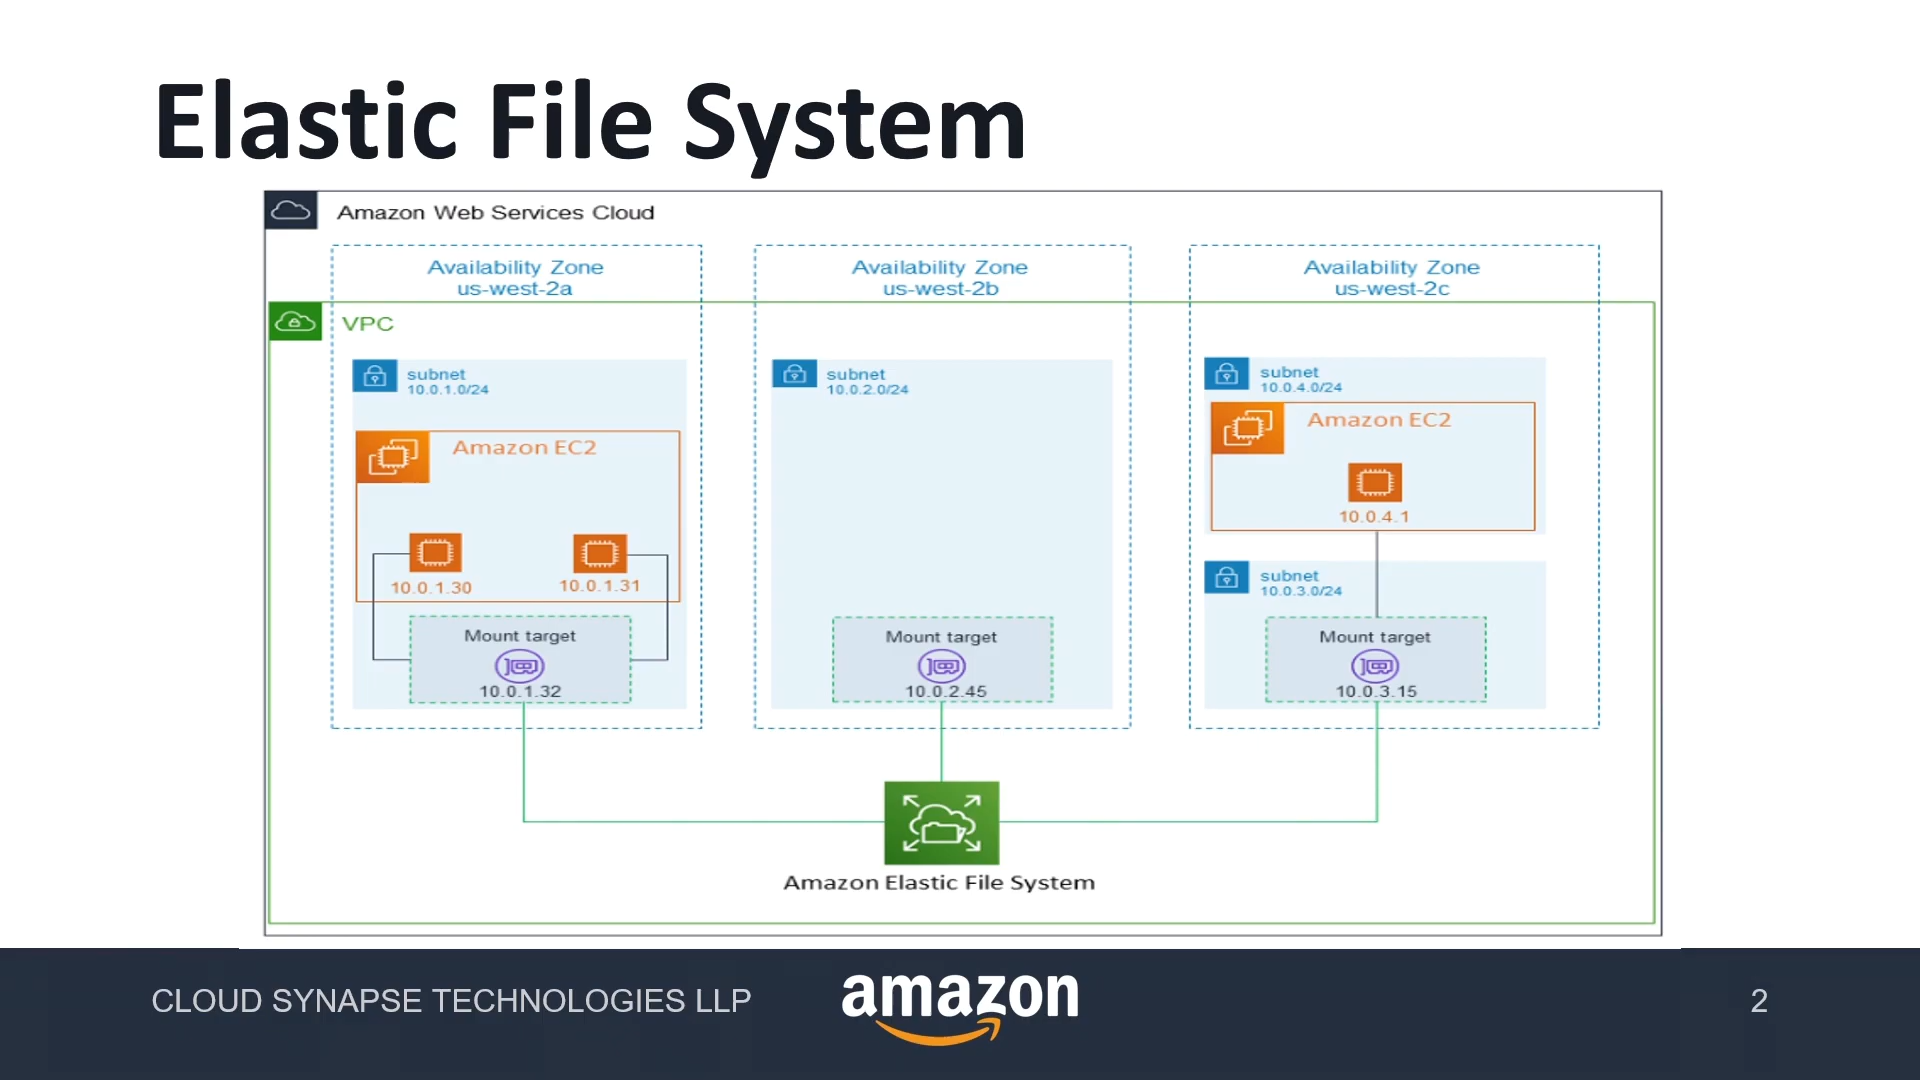 Elastic File System
Amazon Web Services Cloud
Availability Zone
us-west-2a
Availability Zone
us-west-2b
Availability Zone
us-west-2c
VPC
subnet
10.0.1.0/24
subnet
10.0.2.0/24
subnet
10.0.4.0/24
Amazon EC2
Amazon EC2
10.0.4.1
10.0.1.30
10.0.1.31
subnet
10.0.3.0/24
Mount target
10.0.1.32
Mount target
10.0.2.45
Mount target
10.0.3.15
Amazon Elastic File System
CLOUD SYNAPSE TECHNOLOGIES LLP
amazon
2